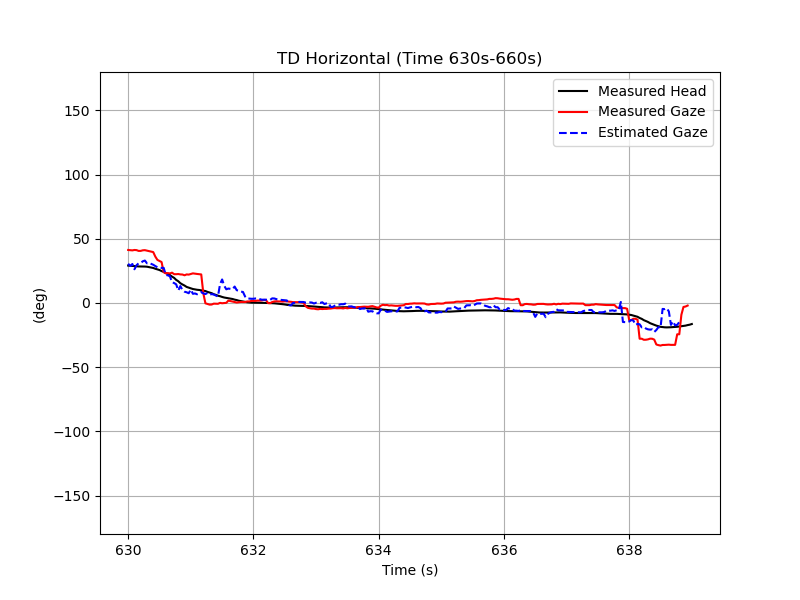 TD Horizontal (Time 630s-660s)
Measured Head
Measured Gaze
Estimated Gaze
150
100
50
0
−50
−100
−150
(deg)
630 632 634 636 638
Time (s)